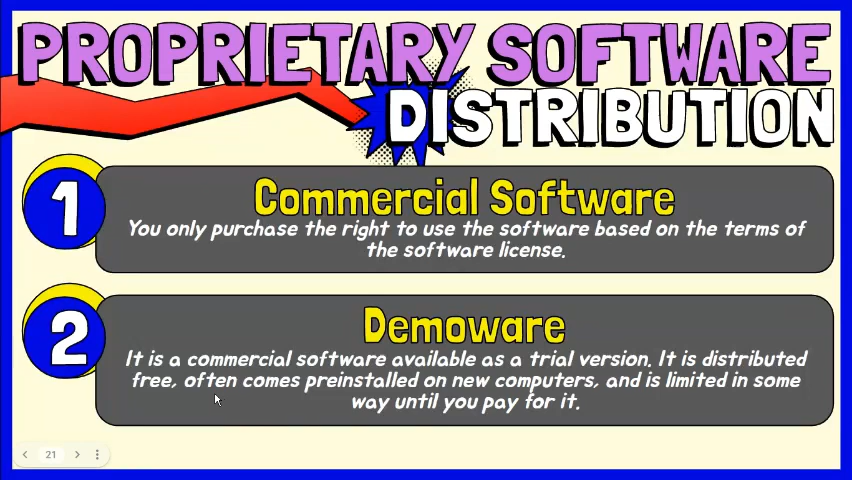 PROPRIETARY SOFTWARE
DISTRIBUTION
1
Commercial Software
You only purchase the right to use the software based on the terms of
the software license.
2
Demoware
It is a commercial software available as a trial version. It is distributed
free, often comes preinstalled on new computers, and is limited in some
way until you pay for it.
21